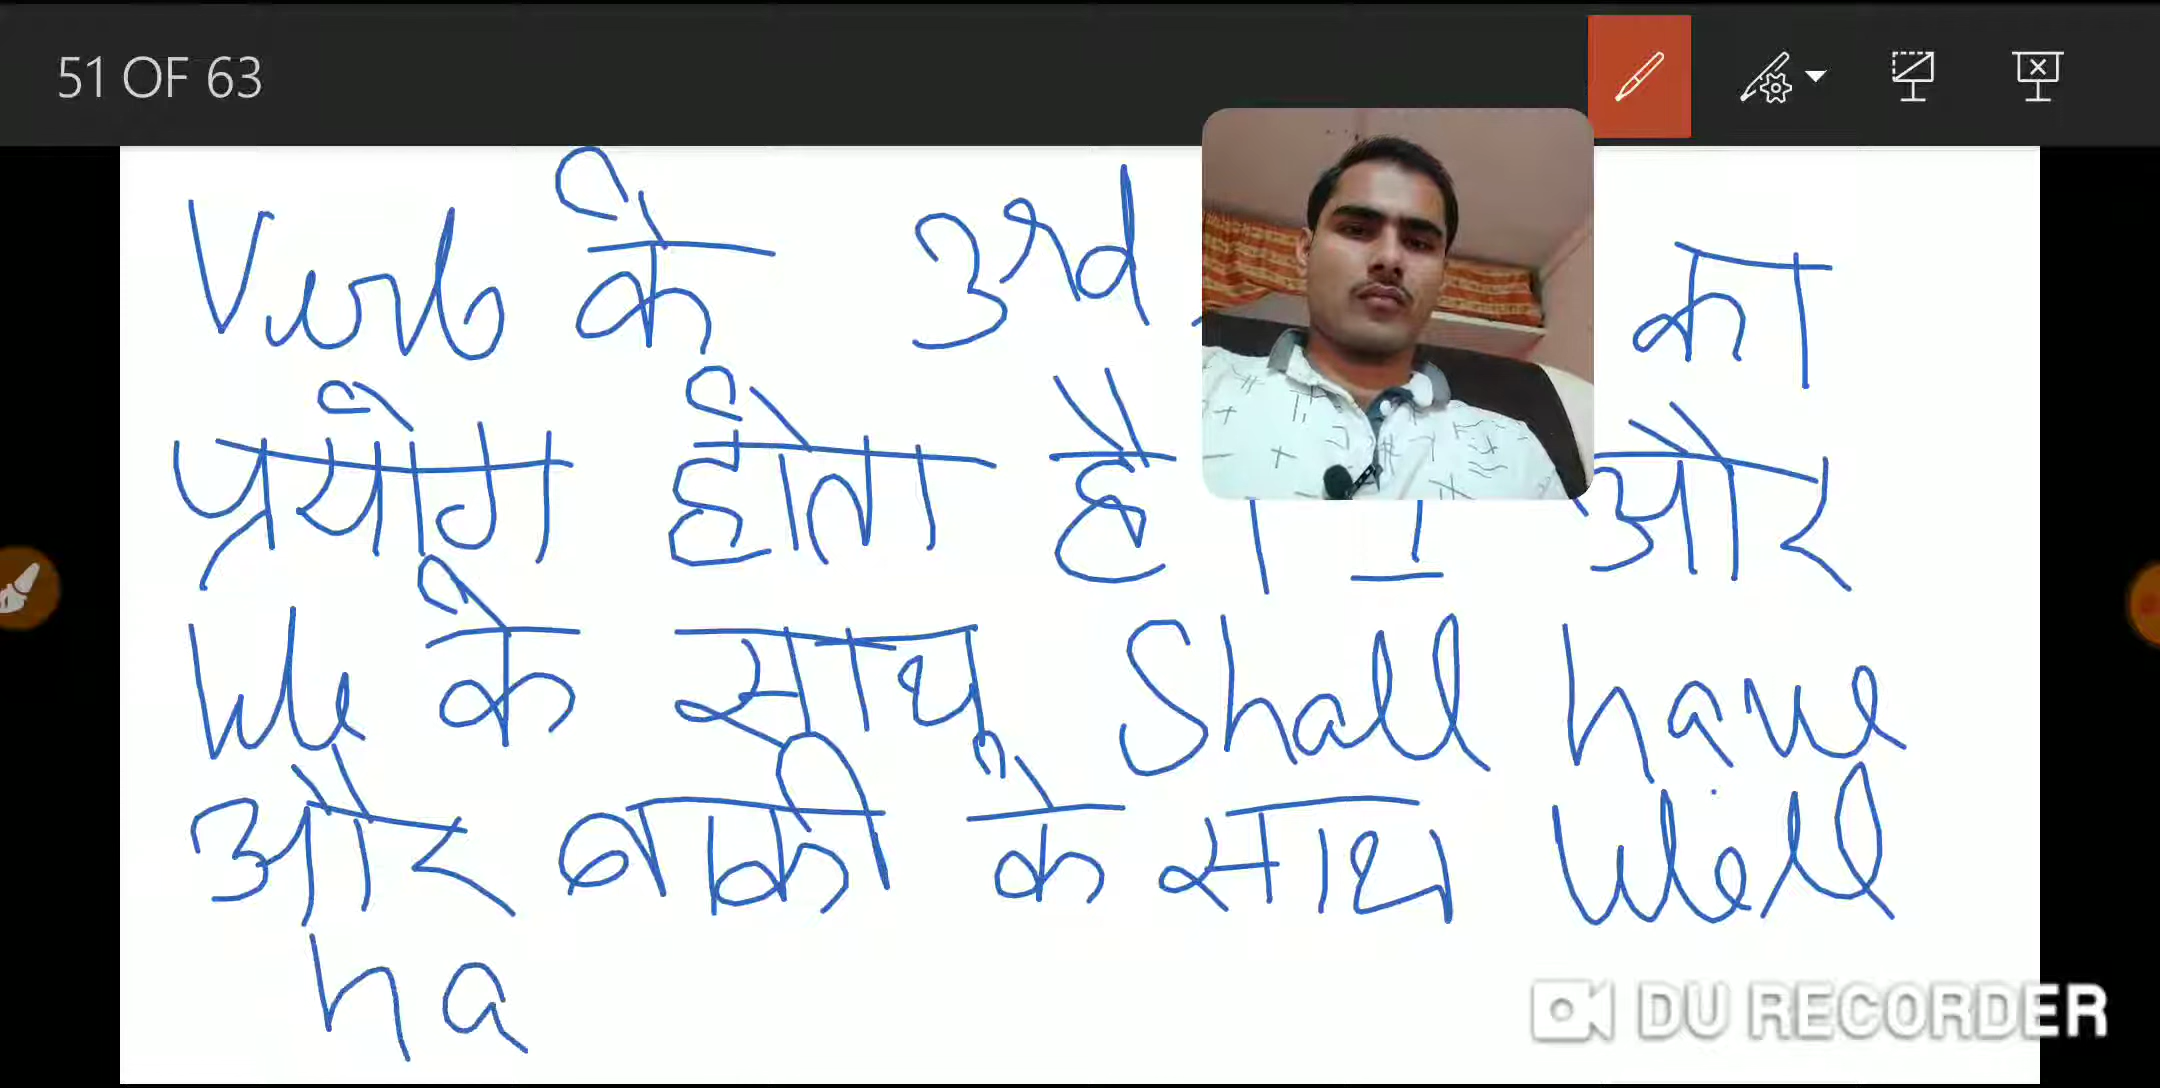 51 OF 63
Verb के 3rd का
प्रयोग होता है । I और
We के साथ Shall have
और बाकी के साथ Will
ha
DU RECORDER